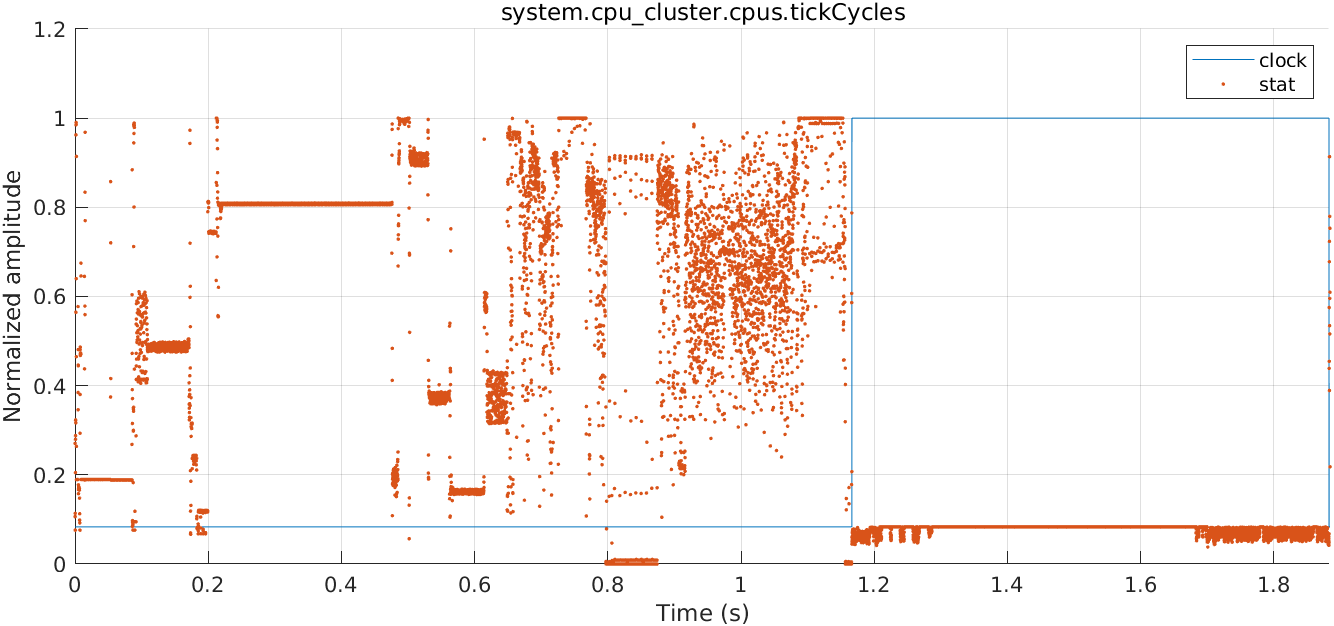 system.cpu_cluster.cpus.tickCycles
1.2
1
0.8
0.6
0.4
0.2
0
Normalized amplitude
clock
stat
0 0.2 0.4 0.6 0.8 1 1.2 1.4 1.6 1.8
Time (s)